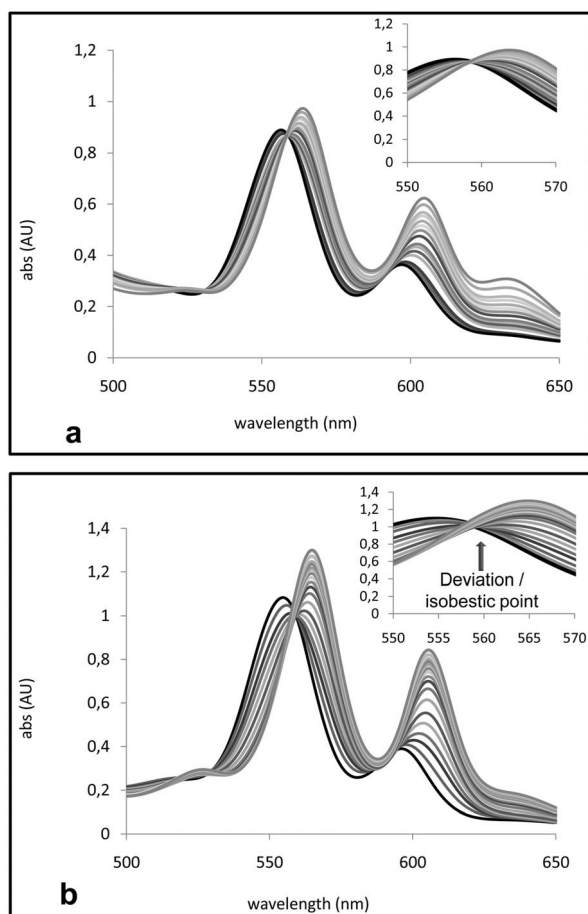 1,2
1
0,8
0,6
0,4
0,2
0
500 550 600 650
abs (AU)
wavelength (nm)
1,2
1
0,8
0,6
0,4
0,2
0
550 560 570
a
1,4
1,2
1
0,8
0,6
0,4
0,2
0
500 550 600 650
abs (AU)
wavelength (nm)
1,4
1,2
1
0,8
0,6
0,4
0,2
0
550 555 560 565 570
Deviation /
isobestic point
b